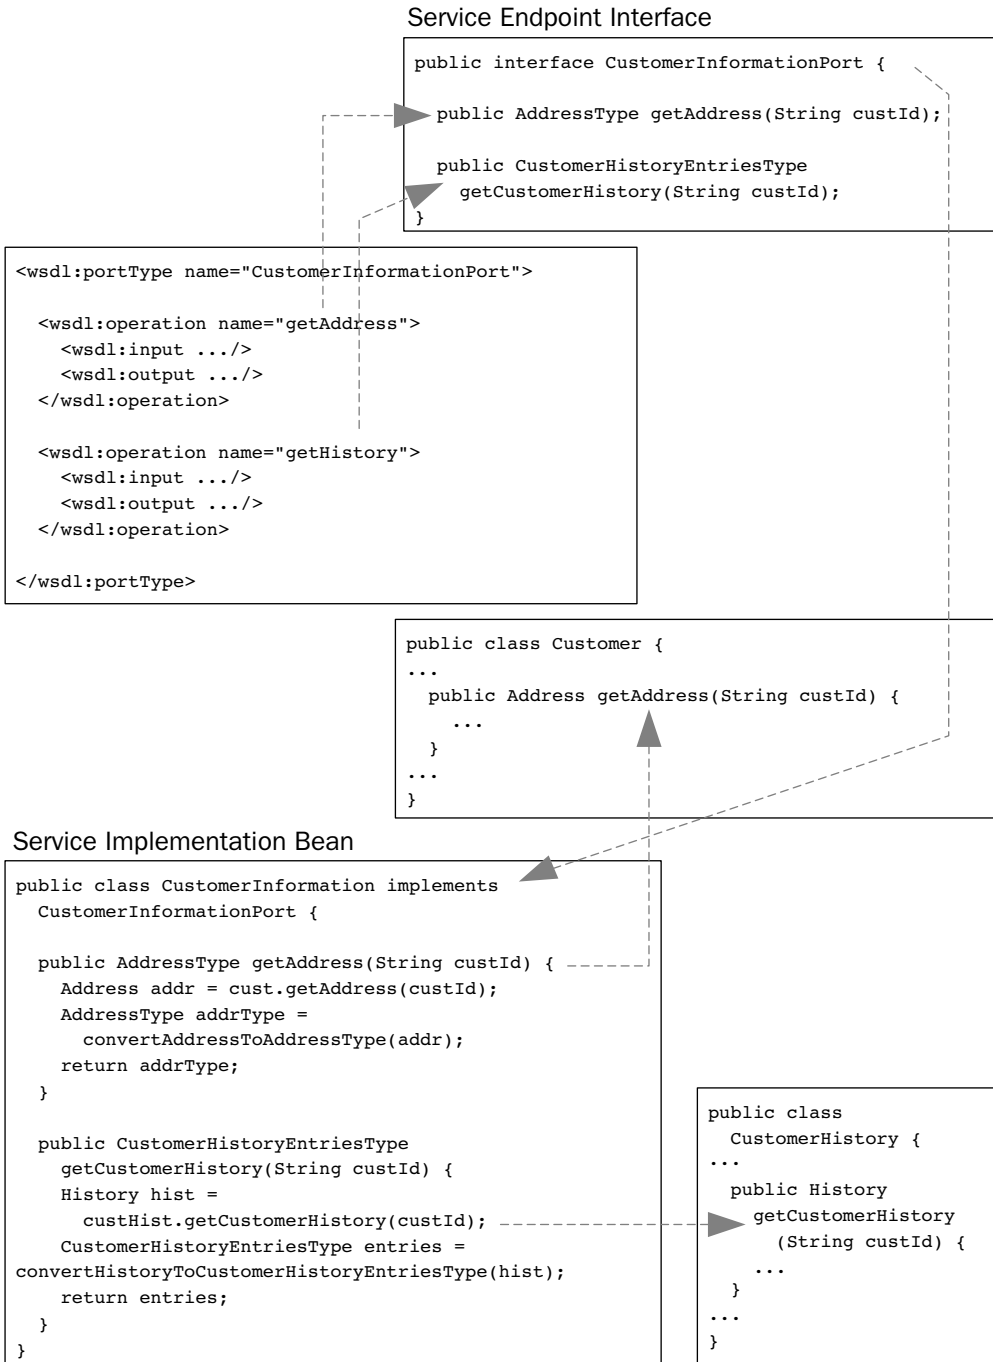 Service Endpoint Interface
public interface CustomerInformationPort {
public AddressType getAddress(String custId);
public CustomerHistoryEntriesType
getCustomerHistory(String custId);
}
<wsdl:portType name="CustomerInformationPort">
<wsdl:operation name="getAddress">
<wsdl:input .../>
<wsdl:output .../>
</wsdl:operation>
<wsdl:operation name="getHistory">
<wsdl:input .../>
<wsdl:output .../>
</wsdl:operation>
</wsdl:portType>
public class Customer {
...
public Address getAddress(String custId) {
...
}
...
}
Service Implementation Bean
public class CustomerInformation implements
CustomerInformationPort {
public AddressType getAddress(String custId) {
Address addr = cust.getAddress(custId);
AddressType addrType =
convertAddressToAddressType(addr);
return addrType;
}
public CustomerHistoryEntriesType
getCustomerHistory(String custId) {
History hist =
custHist.getCustomerHistory(custId);
CustomerHistoryEntriesType entries =
convertHistoryToCustomerHistoryEntriesType(hist);
return entries;
}
}
public class
CustomerHistory {
...
public History
getCustomerHistory
(String custId) {
...
}
...
}